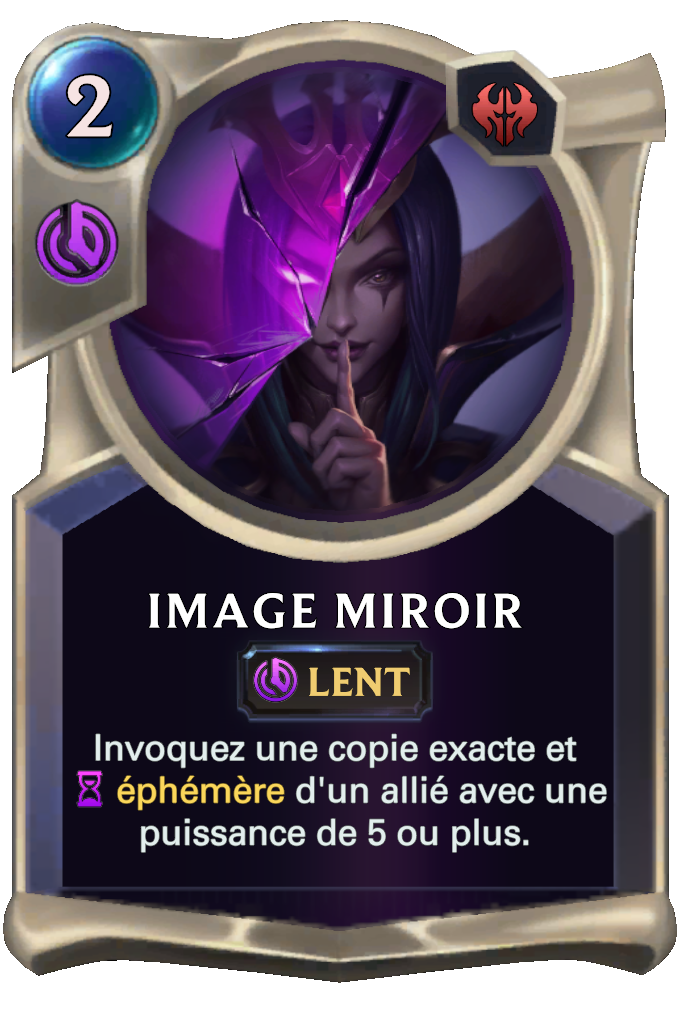 2
IMAGE MIROIR
LENT
Invoquez une copie exacte et
éphémère d'un allié avec une
puissance de 5 ou plus.